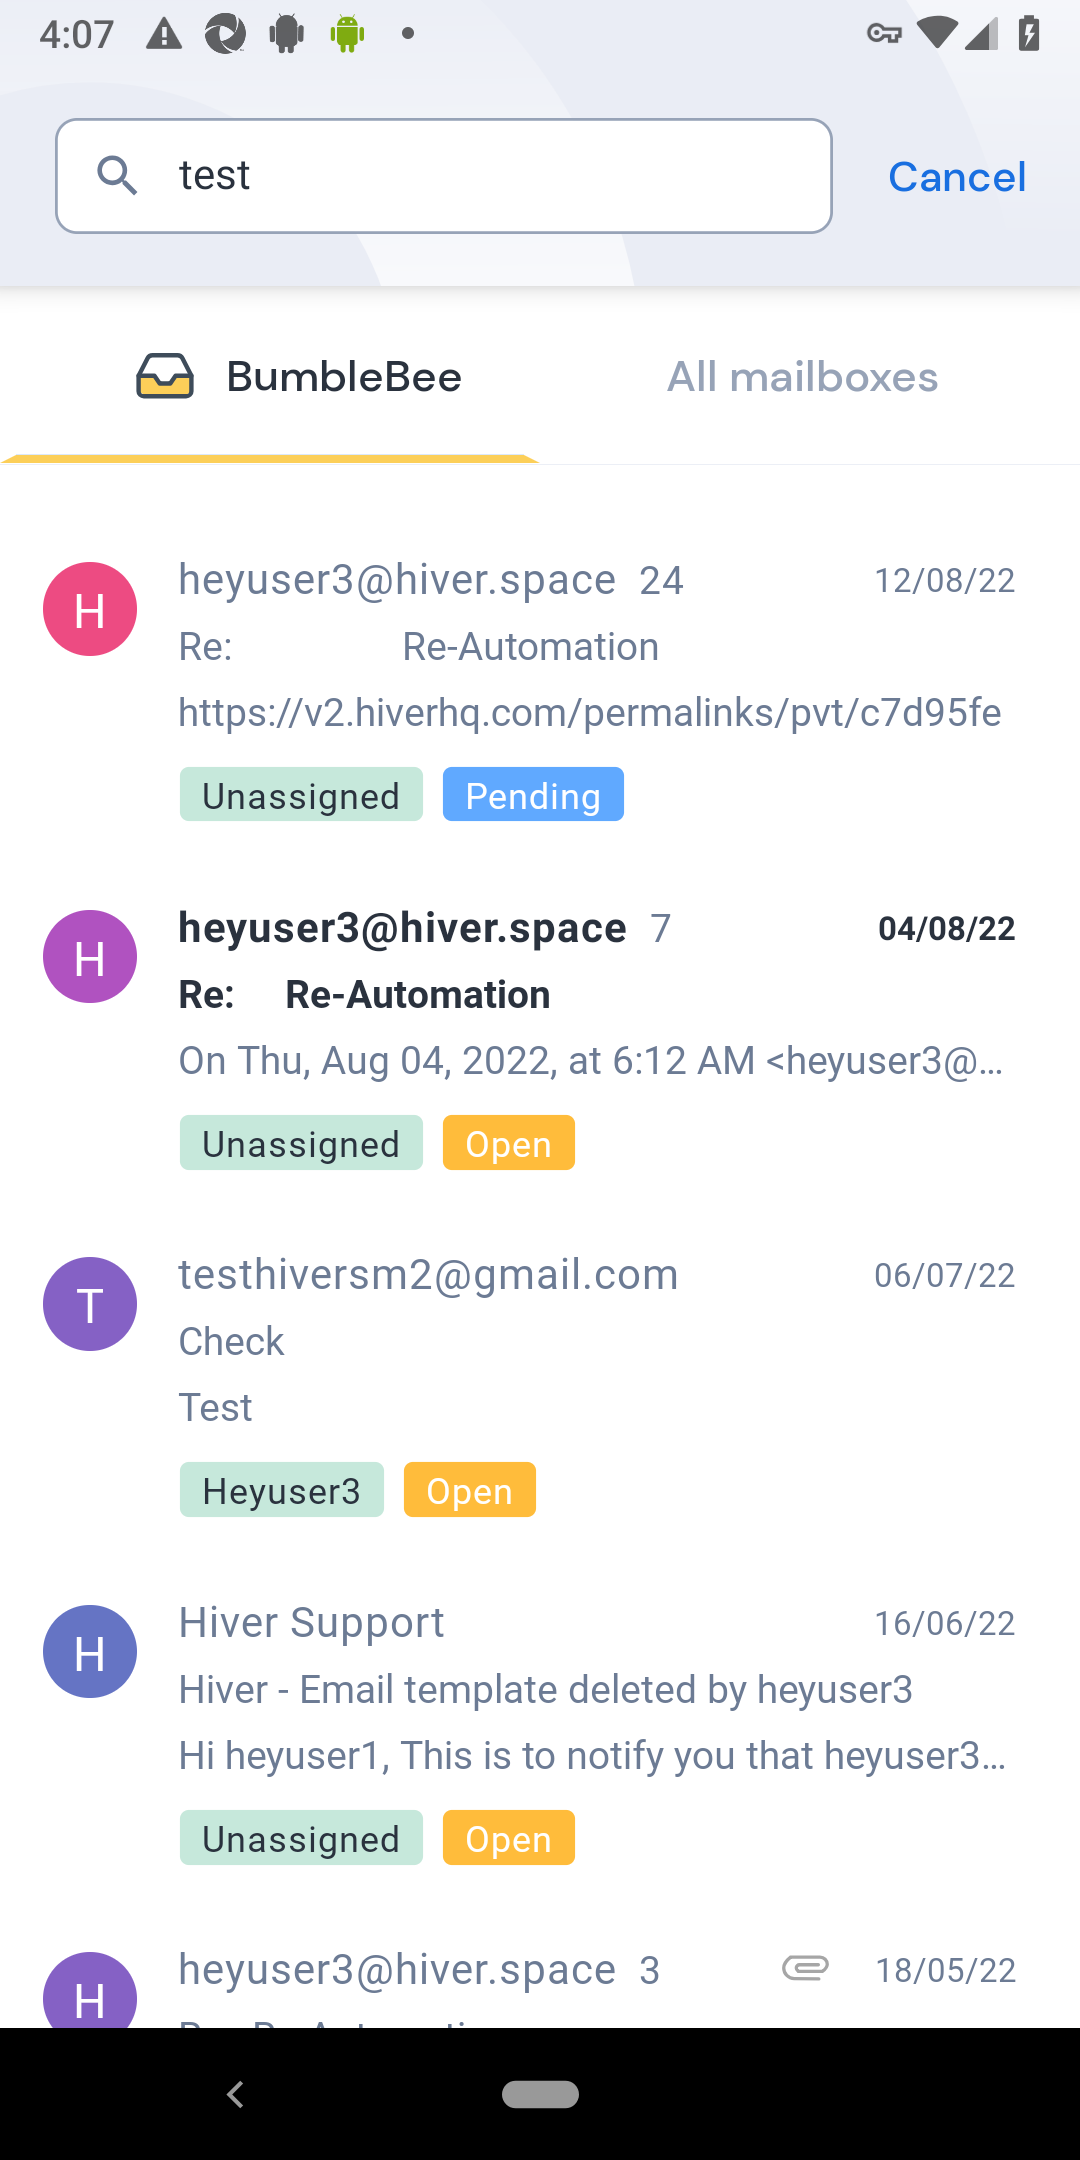 4:07
test
Cancel
BumbleBee
All mailboxes
H
heyuser3@hiver.space 24
12/08/22
Re: Re-Automation
https://v2.hiverhq.com/permalinks/pvt/c7d95fe
Unassigned
Pending
H
heyuser3@hiver.space 7
04/08/22
Re: Re-Automation
On Thu, Aug 04, 2022, at 6:12 AM <heyuser3@...
Unassigned
Open
T
testhiversm2@gmail.com
06/07/22
Check
Test
Heyuser3
Open
H
Hiver Support
16/06/22
Hiver - Email template deleted by heyuser3
Hi heyuser1, This is to notify you that heyuser3...
Unassigned
Open
H
heyuser3@hiver.space 3
18/05/22